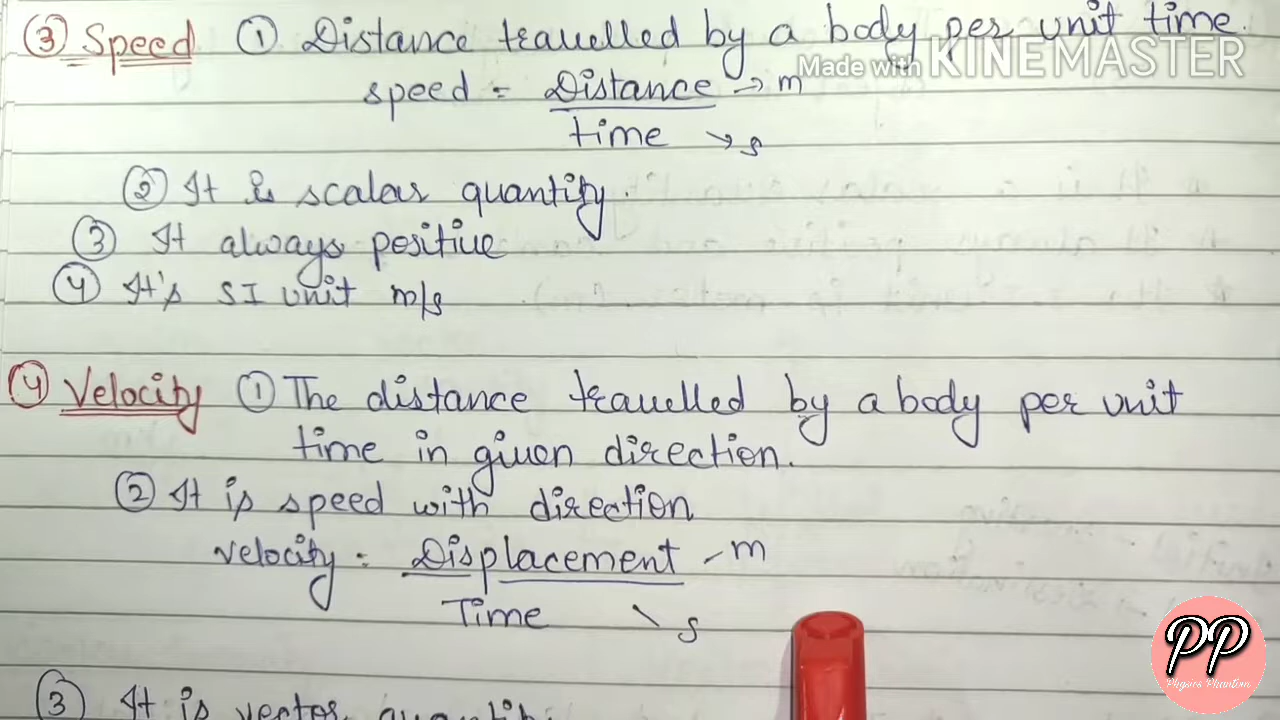 ③ Speed ① Distance travelled by a body per unit time.
Made with KINEMASTER
speed = Distance → m
time → s
② It is scalar quantity.
③ It always positive
④ It's SI unit m/s
④ Velocity ① The distance travelled by a body per unit
time in given direction.
② It is speed with direction
velocity = Displacement - m
Time \ s
③ It is vector quantity
PP
Physics Phantom